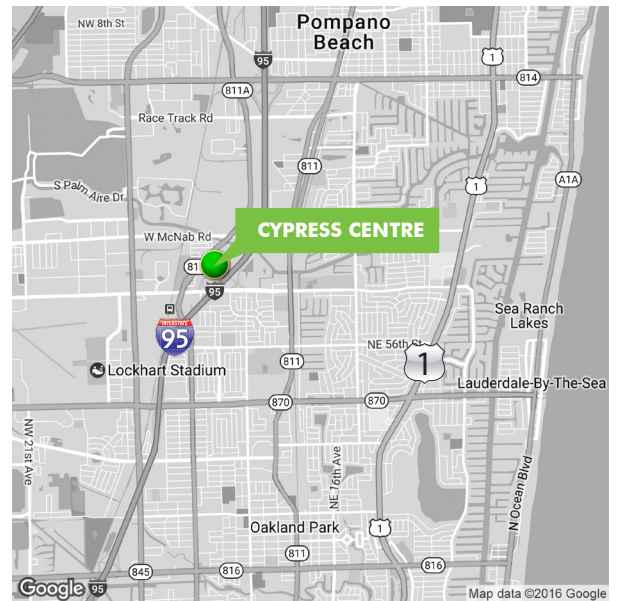 NW 8th St
Pompano
Beach
95
1
814
811A
Race Track Rd
811
A1A
1
S Palm Aire Dr
W McNab Rd
CYPRESS CENTRE
95
Sea Ranch
Lakes
INTERSTATE
95
NE 56th St
1
811
Lockhart Stadium
Lauderdale-By-The-Sea
870
870
NW 21st Ave
NE 16th Ave
N Ocean Blvd
Oakland Park
1
811
845
816
816
Google
95
Map data ©2016 Google